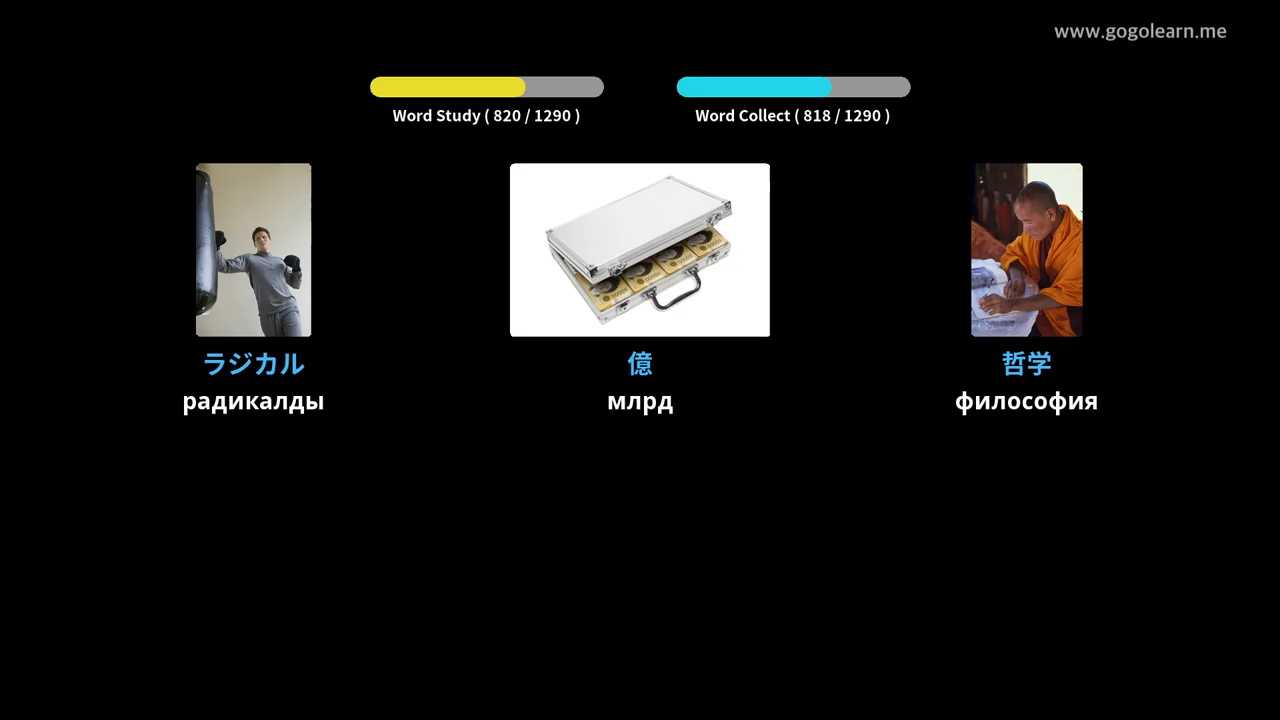 www.gogolearn.me
Word Study ( 820 / 1290 )
Word Collect ( 818 / 1290 )
ラジカル
億
哲学
радикалды
млрд
философия